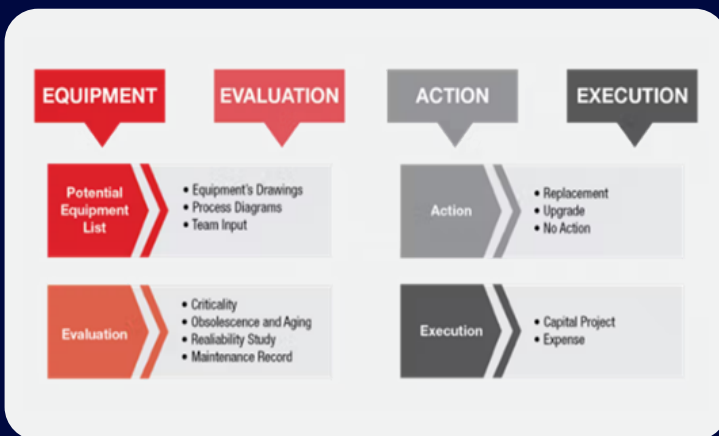 EQUIPMENT
EVALUATION
ACTION
EXECUTION
Potential
Equipment
List
• Equipment's Drawings
• Process Diagrams
• Team Input
Action
• Replacement
• Upgrade
• No Action
Evaluation
• Criticality
• Obsolescence and Aging
• Realiability Study
• Maintenance Record
Execution
• Capital Project
• Expense